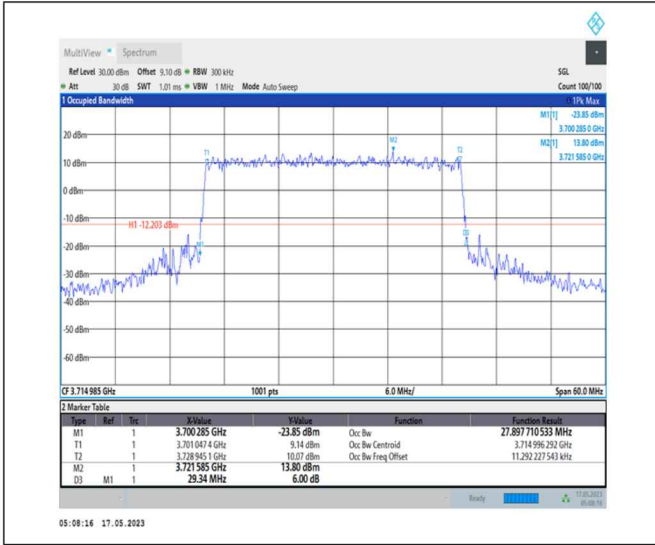 MultiView Spectrum
Ref Level 30.00 dBm Offset 9.10 dB RBW 300 kHz SGL
Att 30 dB SWT 1.01 ms VBW 1 MHz Mode Auto Sweep Count 100/100
1 Occupied Bandwidth 1Pk Max
M1[1] -23.85 dBm
3.700 285 0 GHz
M2[1] 13.80 dBm
3.721 585 0 GHz
20 dBm
M2
T1 T2
10 dBm
0 dBm
-10 dBm
H1 -12.203 dBm
D3
M1
-30 dBm
-40 dBm
-50 dBm
-60 dBm
CF 3.714 985 GHz 1001 pts 6.0 MHz/ Span 60.0 MHz
2 Marker Table
Type Ref Trc X-Value Y-Value Function Function Result
M1 1 3.700 285 GHz -23.85 dBm Occ Bw 27.897 710 533 MHz
T1 1 3.701 047 4 GHz 9.14 dBm Occ Bw Centroid 3.714 996 292 GHz
T2 1 3.728 945 1 GHz 10.07 dBm Occ Bw Freq Offset 11.292 227 543 kHz
M2 1 3.721 585 GHz 13.80 dBm
D3 M1 1 29.34 MHz 6.00 dB
Ready 17.05.2023
05:08:16
05:08:16 17.05.2023